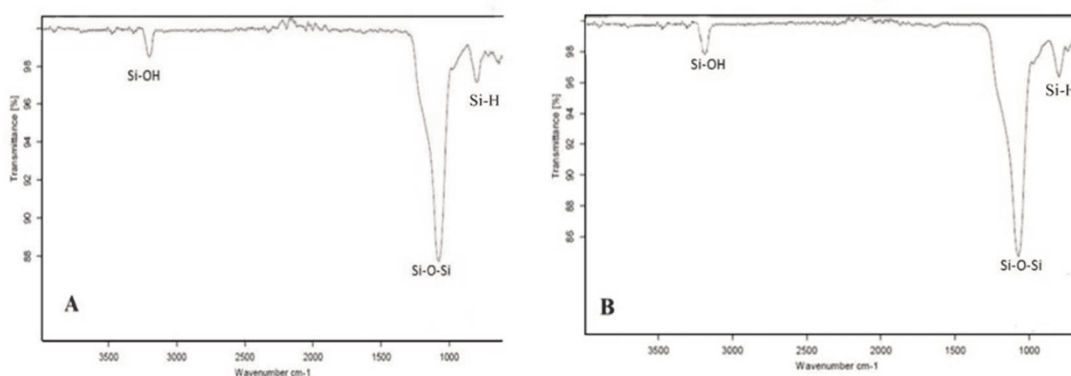 98
96
94
92
90
88
Transmittance [%]
Si-OH
Si-H
Si-O-Si
A
3500
3000
2500
2000
1500
1000
Wavenumber cm-1
98
96
94
92
90
88
86
Transmittance [%]
Si-OH
Si-H
Si-O-Si
B
3500
3000
2500
2000
1500
1000
Wavenumber cm-1